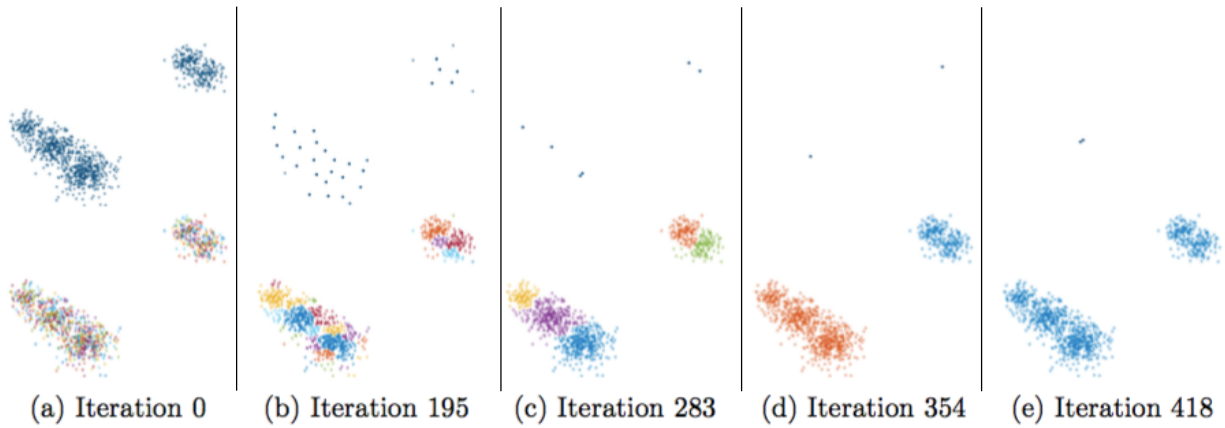 (a) Iteration 0
(b) Iteration 195
(c) Iteration 283
(d) Iteration 354
(e) Iteration 418